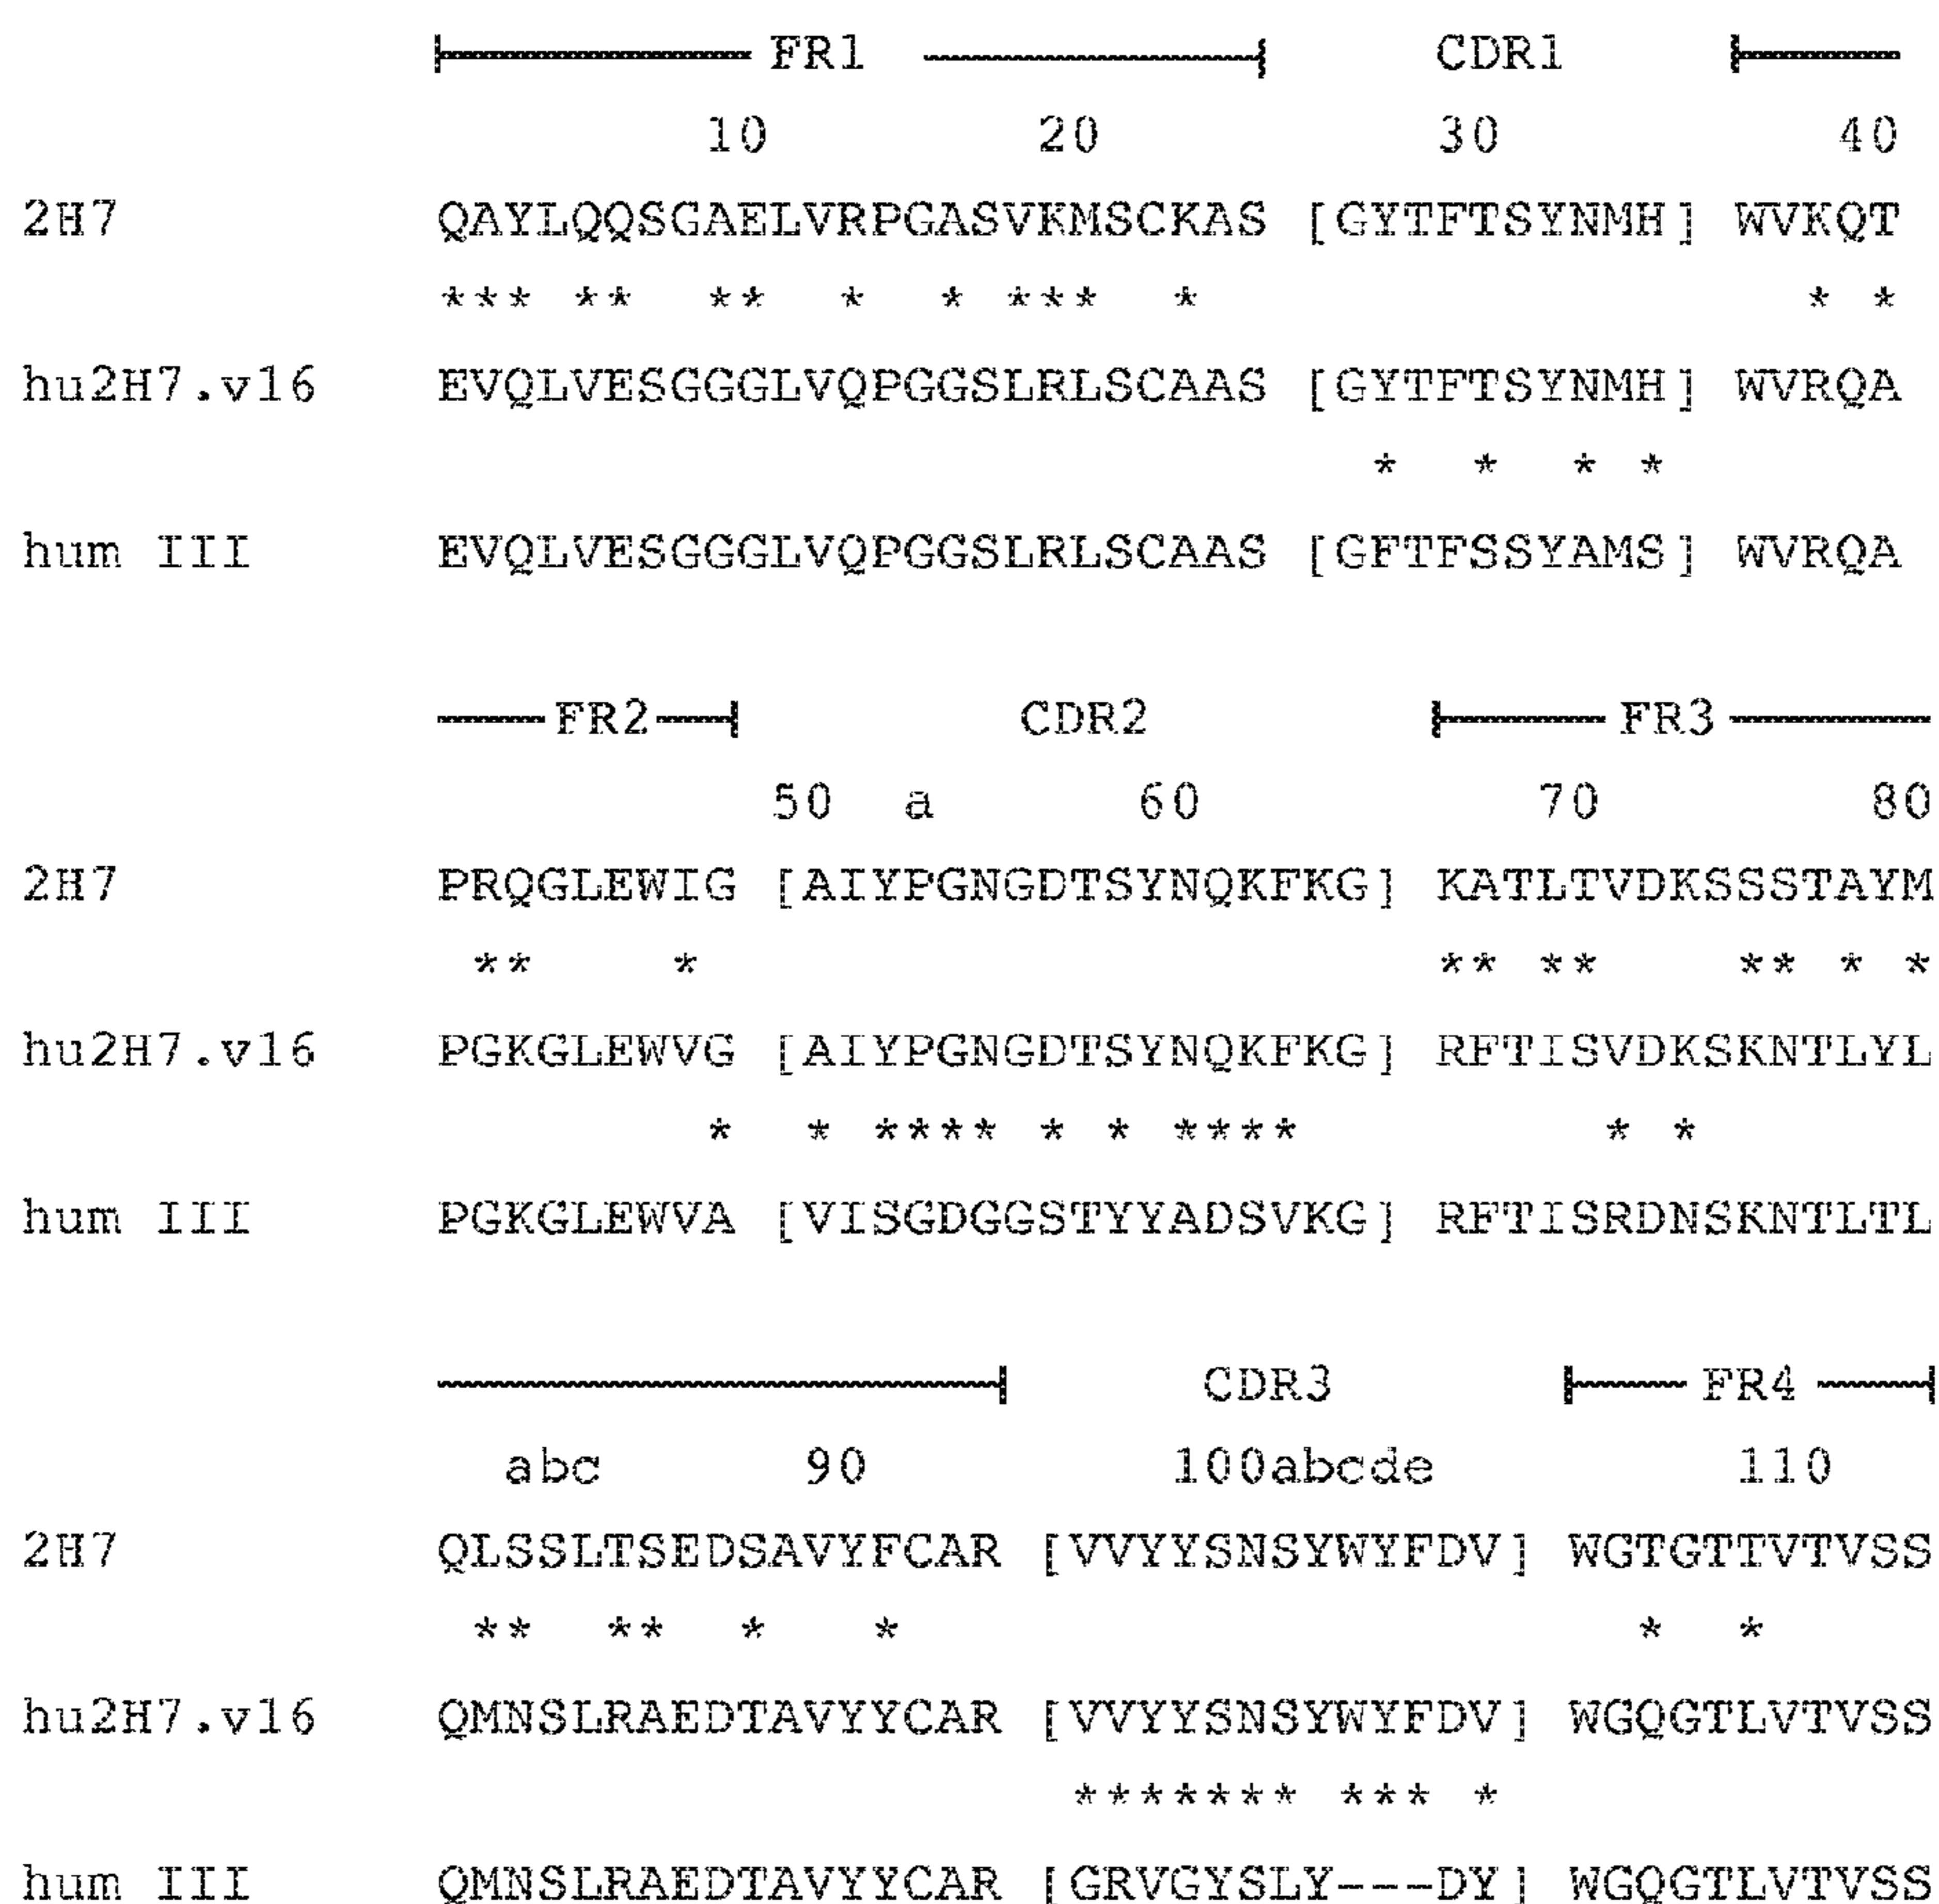 FR1 CDR1
10 20 30 40
2H7 QAYLQQSGAELVRPGASVKMSCKAS [GYTFTSYNMH] WVKQT
*** ** ** * * *** * * *
hu2H7.v16 EVQLVESGGGLVQPGGSLRLSCAAS [GYTFTSYNMH] WVRQA
* * * *
hum III EVQLVESGGGLVQPGGSLRLSCAAS [GFTFSSYAMS] WVRQA
FR2 CDR2 FR3
50 a 60 70 80
2H7 PRQGLEWIG [AIYPGNGDTSYNQKFKG] KATLTVDKSSSTAYM
** * ** ** ** * *
hu2H7.v16 PGKGLEWVG [AIYPGNGDTSYNQKFKG] RFTISVDKSKNTLYL
* * **** * * **** * *
hum III PGKGLEWVA [VISGDGGSTYYADSVKG] RFTISRDNSKNTLTL
CDR3 FR4
abc 90 100abcde 110
2H7 QLSSLTSEDSAVYFCAR [VVYYSNSYWYFDV] WGTGTTVTVSS
** ** * * * *
hu2H7.v16 QMNSLRAEDTAVYYCAR [VVYYSNSYWYFDV] WGQGTLVTVSS
******* *** *
hum III QMNSLRAEDTAVYYCAR [GRVGYSLY---DY] WGQGTLVTVSS